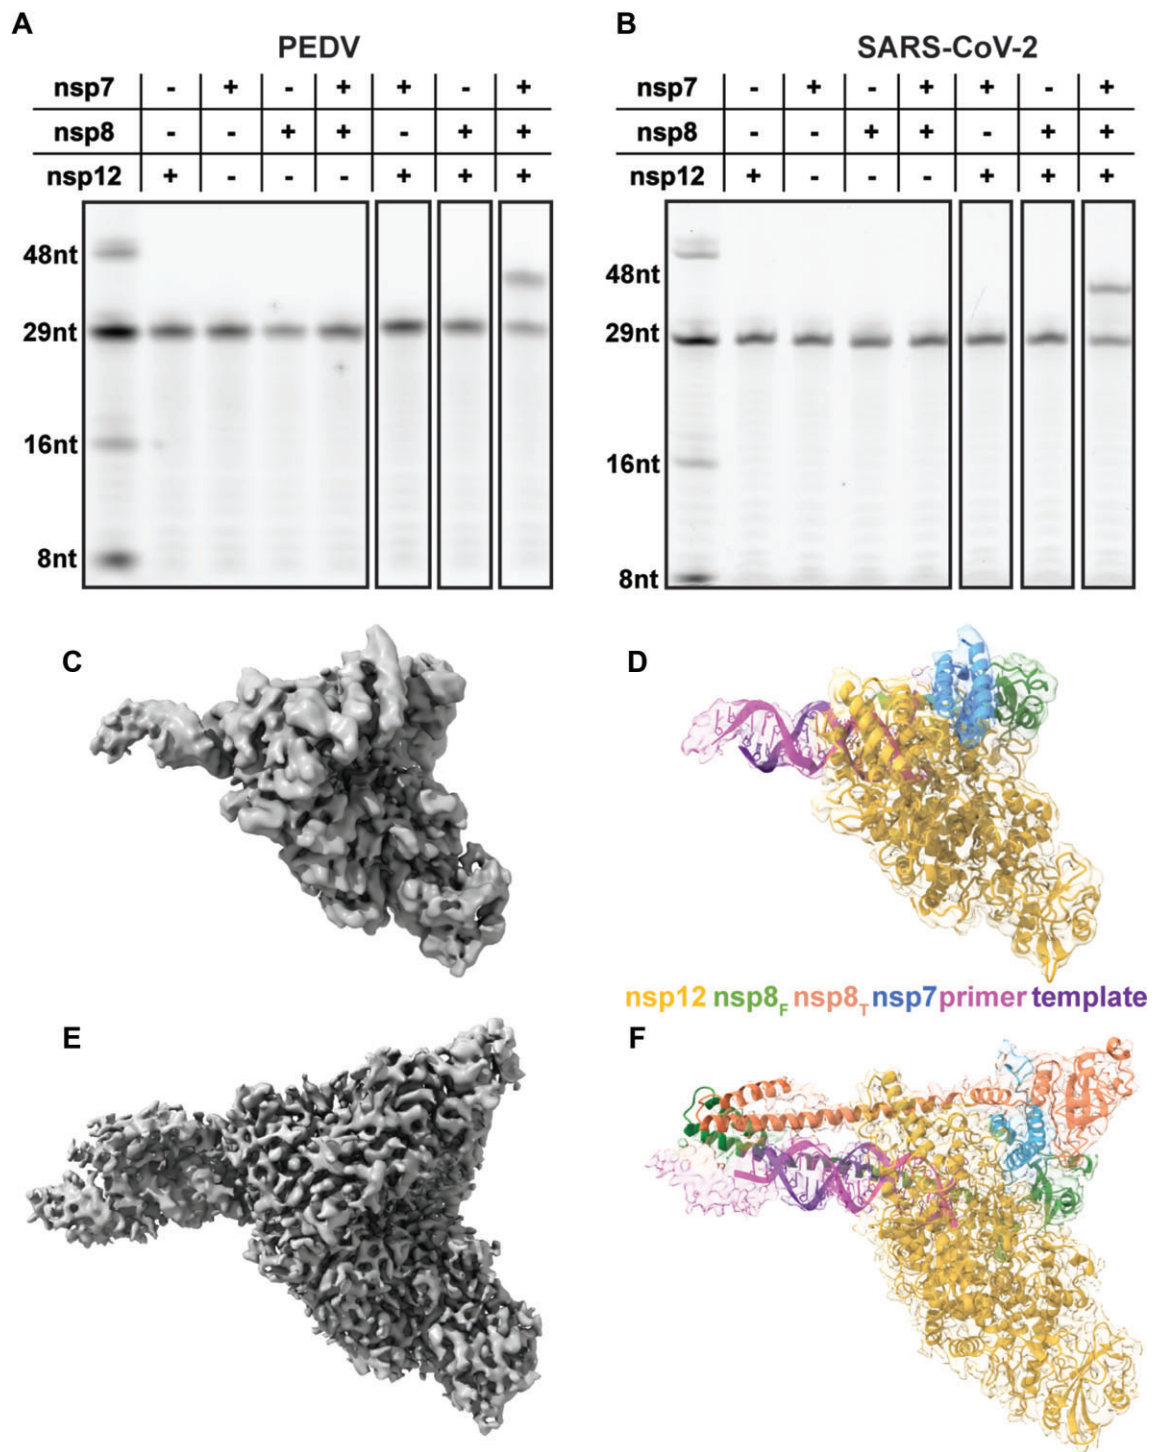 A
PEDV
nsp7 - + - + + - +
nsp8 - - + + - + +
nsp12 + - - - + + +
48nt
29nt
16nt
8nt
B
SARS-CoV-2
nsp7 - + - + + - +
nsp8 - - + + - + +
nsp12 + - - - + + +
48nt
29nt
16nt
8nt
C
D
nsp12 nsp8F nsp8T nsp7 primer template
E
F